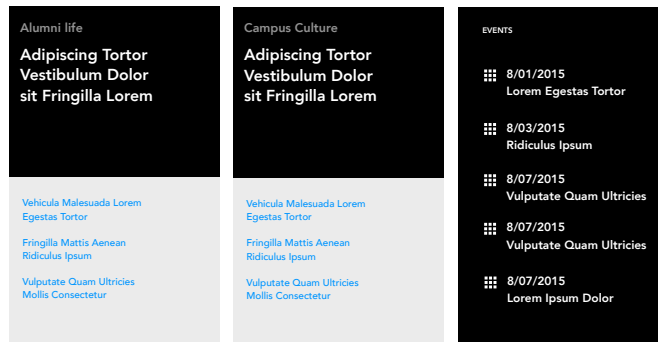 Alumni life
Adipiscing Tortor
Vestibulum Dolor
sit Fringilla Lorem
Vehicula Malesuada Lorem
Egestas Tortor
Fringilla Mattis Aenean
Ridiculus Ipsum
Vulputate Quam Ultricies
Mollis Consectetur
Campus Culture
Adipiscing Tortor
Vestibulum Dolor
sit Fringilla Lorem
Vehicula Malesuada Lorem
Egestas Tortor
Fringilla Mattis Aenean
Ridiculus Ipsum
Vulputate Quam Ultricies
Mollis Consectetur
EVENTS
8/01/2015
Lorem Egestas Tortor
8/03/2015
Ridiculus Ipsum
8/07/2015
Vulputate Quam Ultricies
8/07/2015
Vulputate Quam Ultricies
8/07/2015
Lorem Ipsum Dolor